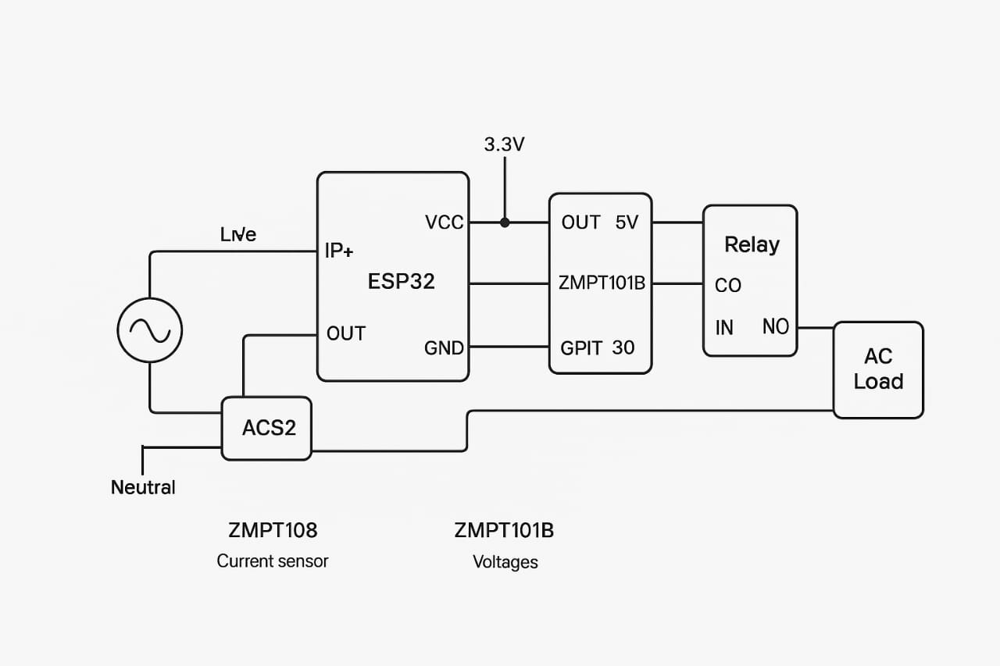 3.3V
VCC
OUT 5V
Live
IP+
Relay
ESP32
ZMPT101B
CO
OUT
GND
GPIT 30
IN NO
AC
Load
ACS2
Neutral
ZMPT108
Current sensor
ZMPT101B
Voltages